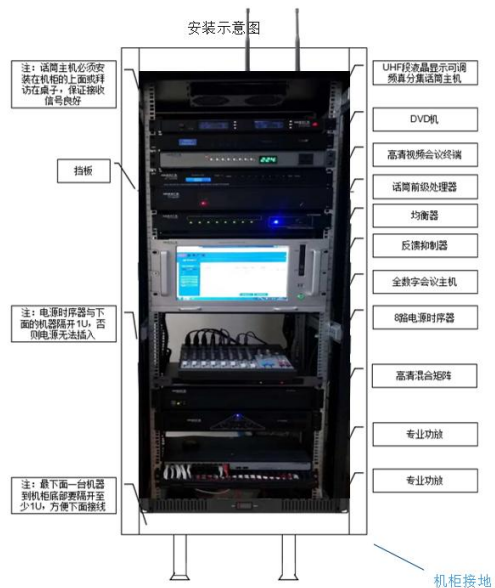 安装示意图
注：话筒主机必须安
装在机柜的上面或拜
访在桌子，保证接收
信号良好
挡板
注：电源时序器与下
面的机器隔开1U，否
则电源无法插入
注：最下面一台机器
到机柜底部要隔开至
少1U，方便下面接线
UHF段液晶显示可调
频真分集话筒主机
DVD机
高清视频会议终端
话筒前级处理器
均衡器
反馈抑制器
全数字会议主机
8路电源时序器
高清混合矩阵
专业功放
专业功放
机柜接地